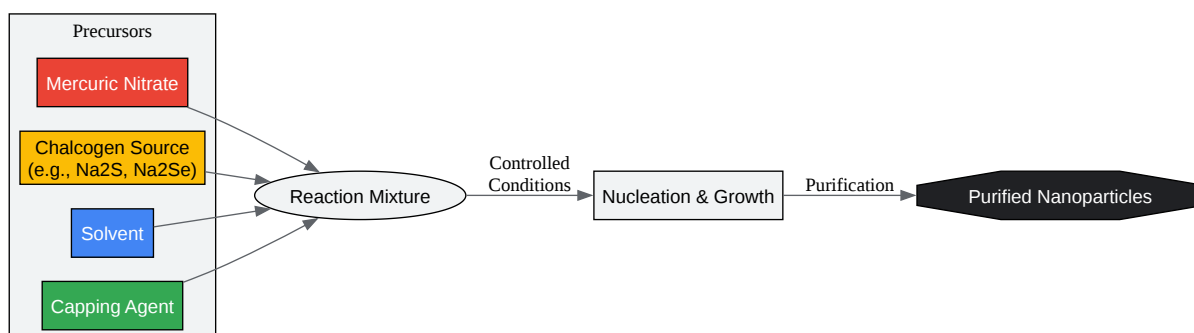 Precursors
Mercuric Nitrate
Chalcogen Source
(e.g., Na2S, Na2Se)
Solvent
Capping Agent
Reaction Mixture
Controlled
Conditions
Nucleation & Growth
Purification
Purified Nanoparticles